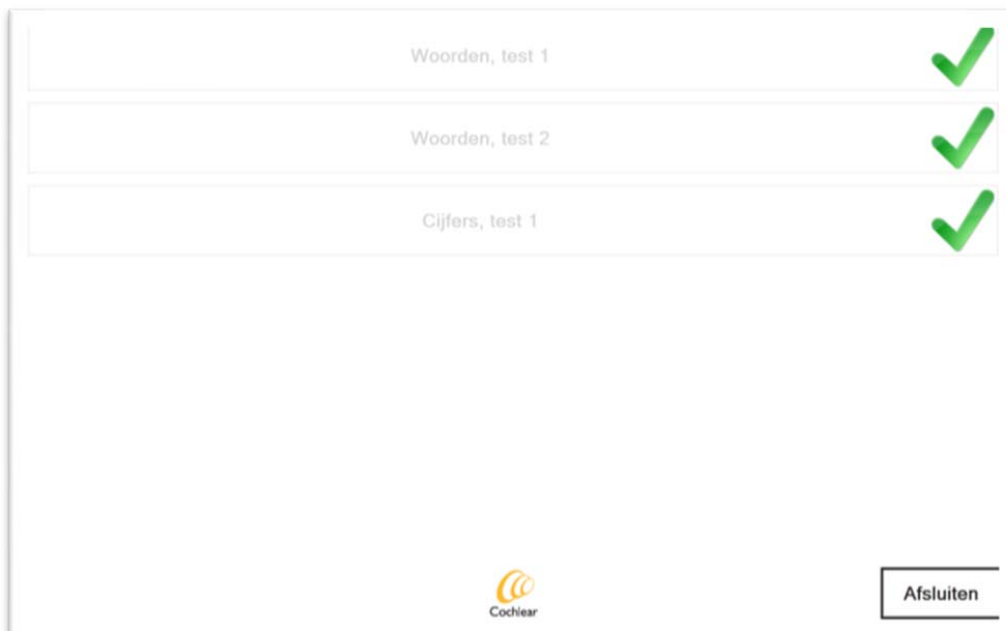 Woorden, test 1
Woorden, test 2
Cijfers, test 1
Cochlear
Afsluiten